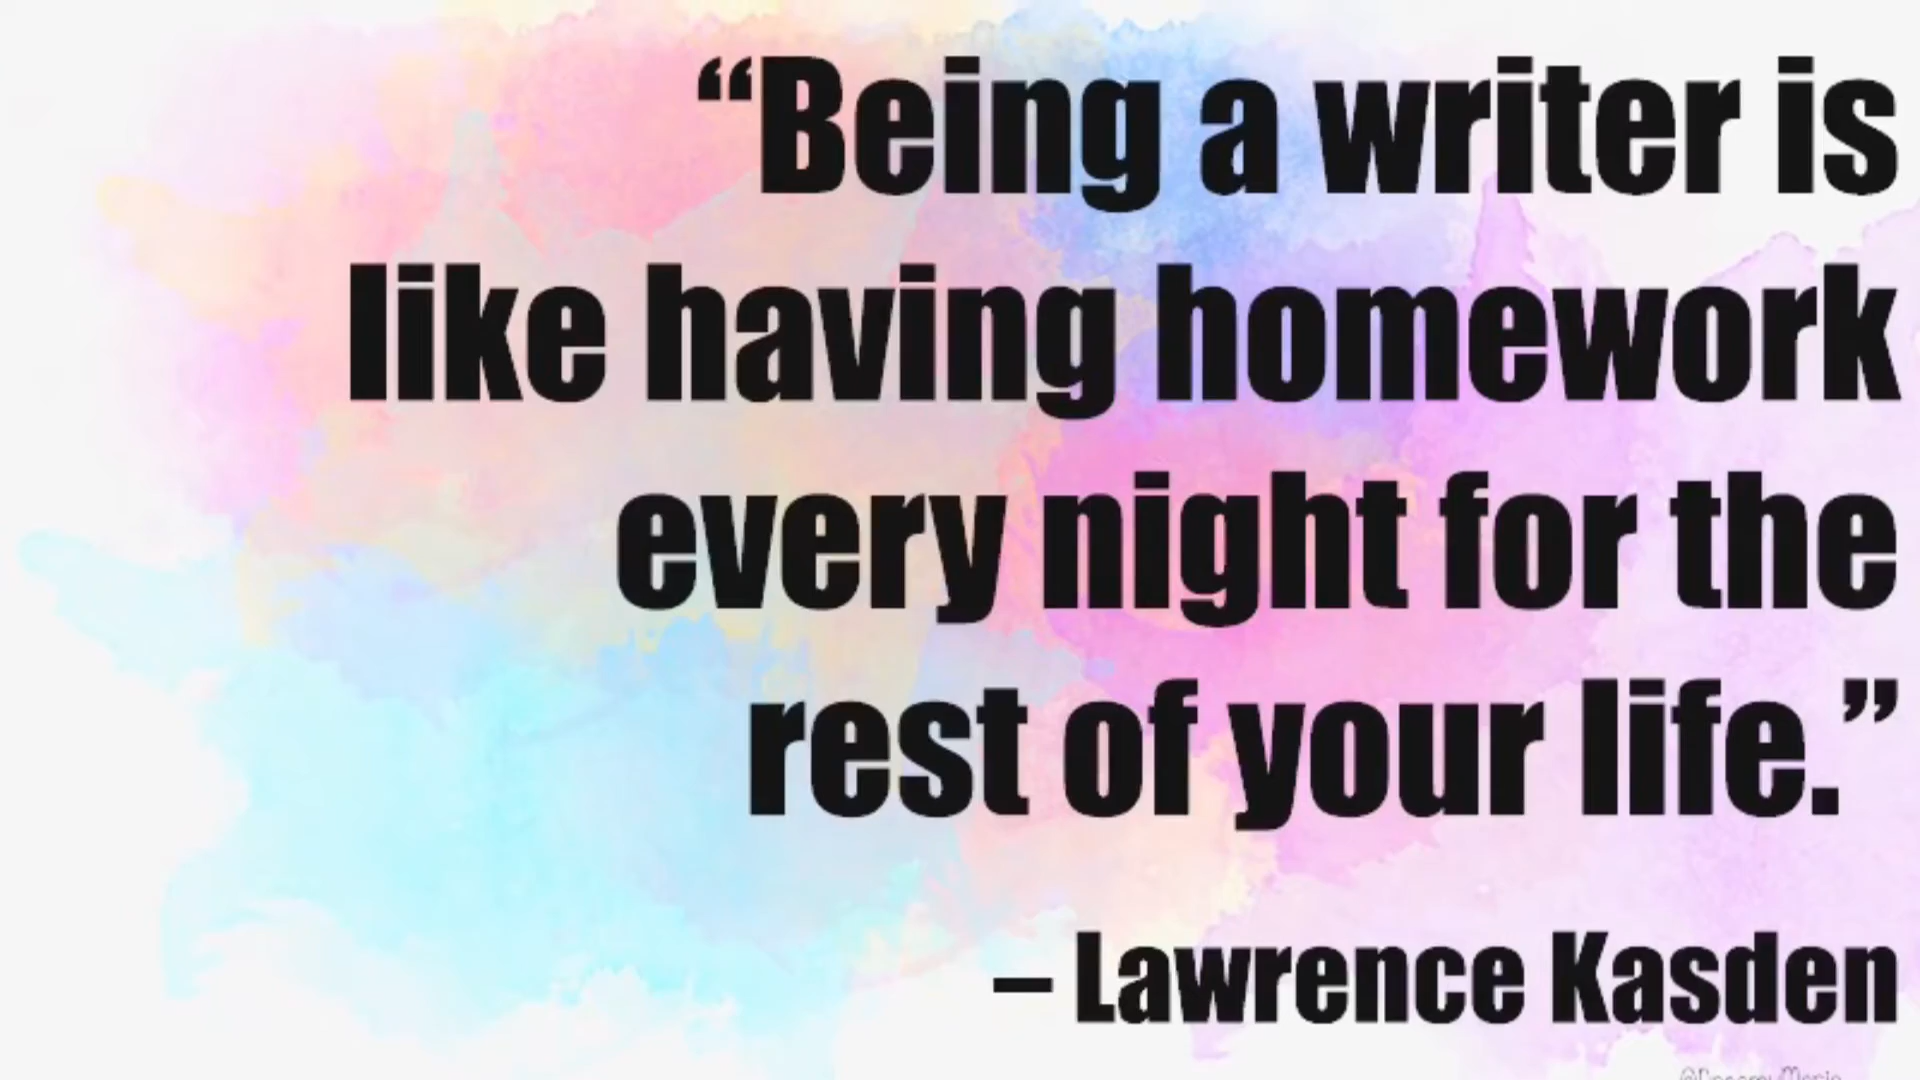 “Being a writer is
like having homework
every night for the
rest of your life.”
– Lawrence Kasden